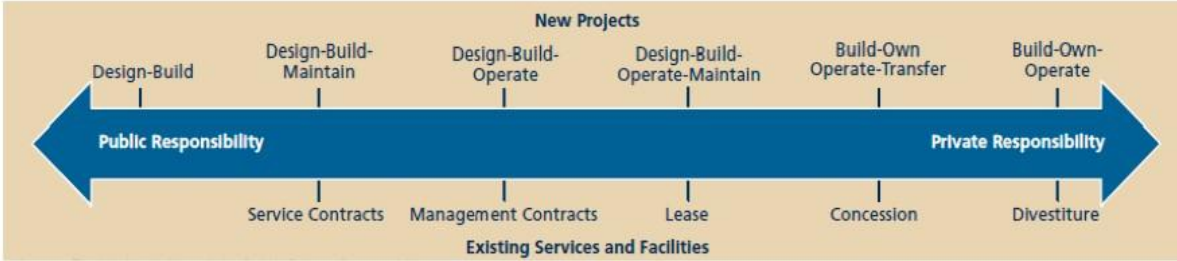 New Projects
Design-Build
Design-Build-
Maintain
Design-Build-
Operate
Design-Build-
Operate-Maintain
Build-Own
Operate-Transfer
Build-Own-
Operate
Public Responsibility
Private Responsibility
Service Contracts
Management Contracts
Lease
Concession
Divestiture
Existing Services and Facilities